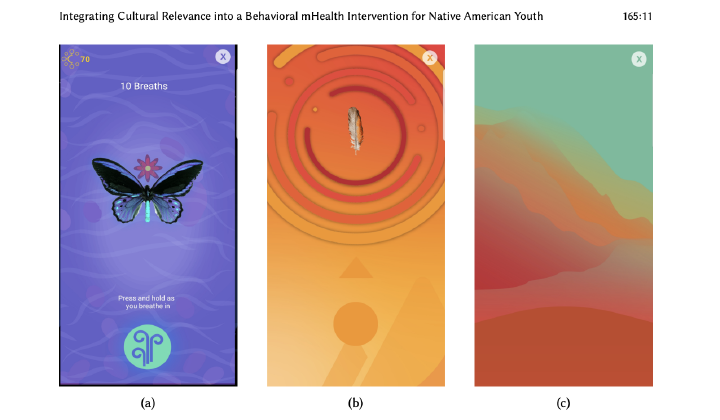 Integrating Cultural Relevance into a Behavioral mHealth Intervention for Native American Youth 165:11
70 X
10 Breaths
Press and hold as
you breathe in
X
X
(a) (b) (c)